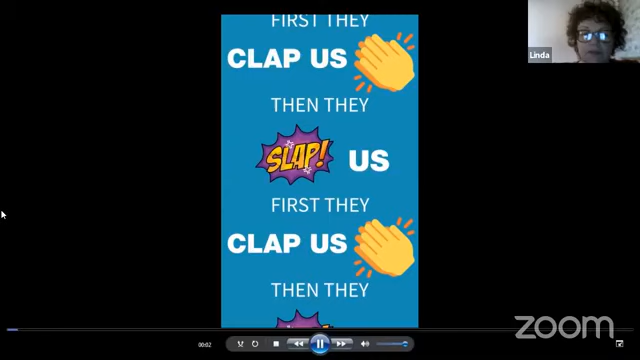 FIRST THEY
CLAP US
THEN THEY
SLAP! US
FIRST THEY
CLAP US
THEN THEY
Linda
zoom
00:02